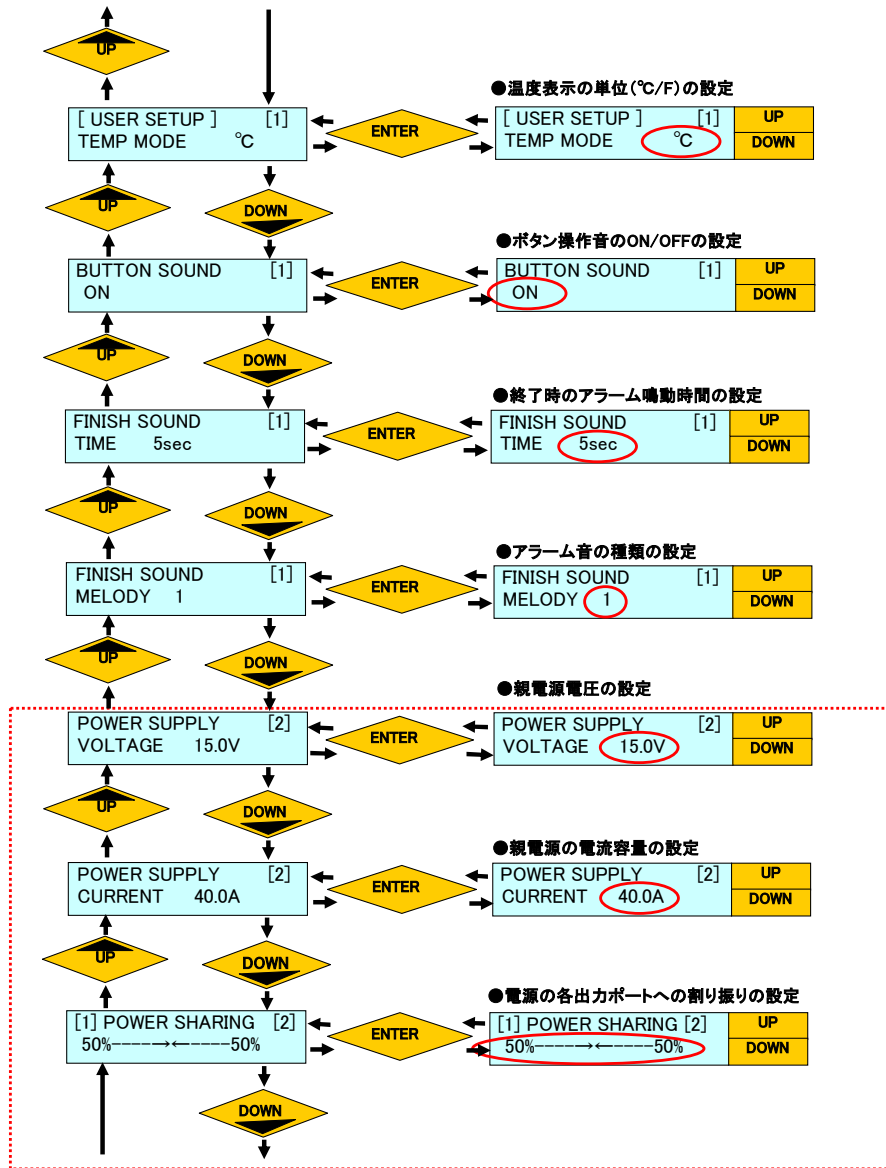 UP
●温度表示の単位(℃/F)の設定
[ USER SETUP ] [1]
TEMP MODE ℃
ENTER
[ USER SETUP ] [1]
TEMP MODE ℃
UP
DOWN
UP
DOWN
●ボタン操作音のON/OFFの設定
BUTTON SOUND [1]
ON
ENTER
BUTTON SOUND [1]
ON
UP
DOWN
UP
DOWN
●終了時のアラーム鳴動時間の設定
FINISH SOUND [1]
TIME 5sec
ENTER
FINISH SOUND [1]
TIME 5sec
UP
DOWN
UP
DOWN
●アラーム音の種類の設定
FINISH SOUND [1]
MELODY 1
ENTER
FINISH SOUND [1]
MELODY 1
UP
DOWN
UP
DOWN
●親電源電圧の設定
POWER SUPPLY [2]
VOLTAGE 15.0V
ENTER
POWER SUPPLY [2]
VOLTAGE 15.0V
UP
DOWN
UP
DOWN
●親電源の電流容量の設定
POWER SUPPLY [2]
CURRENT 40.0A
ENTER
POWER SUPPLY [2]
CURRENT 40.0A
UP
DOWN
UP
DOWN
●電源の各出力ポートへの割り振りの設定
[1] POWER SHARING [2]
50%-----→←-----50%
ENTER
[1] POWER SHARING [2]
50%-----→←-----50%
UP
DOWN
DOWN